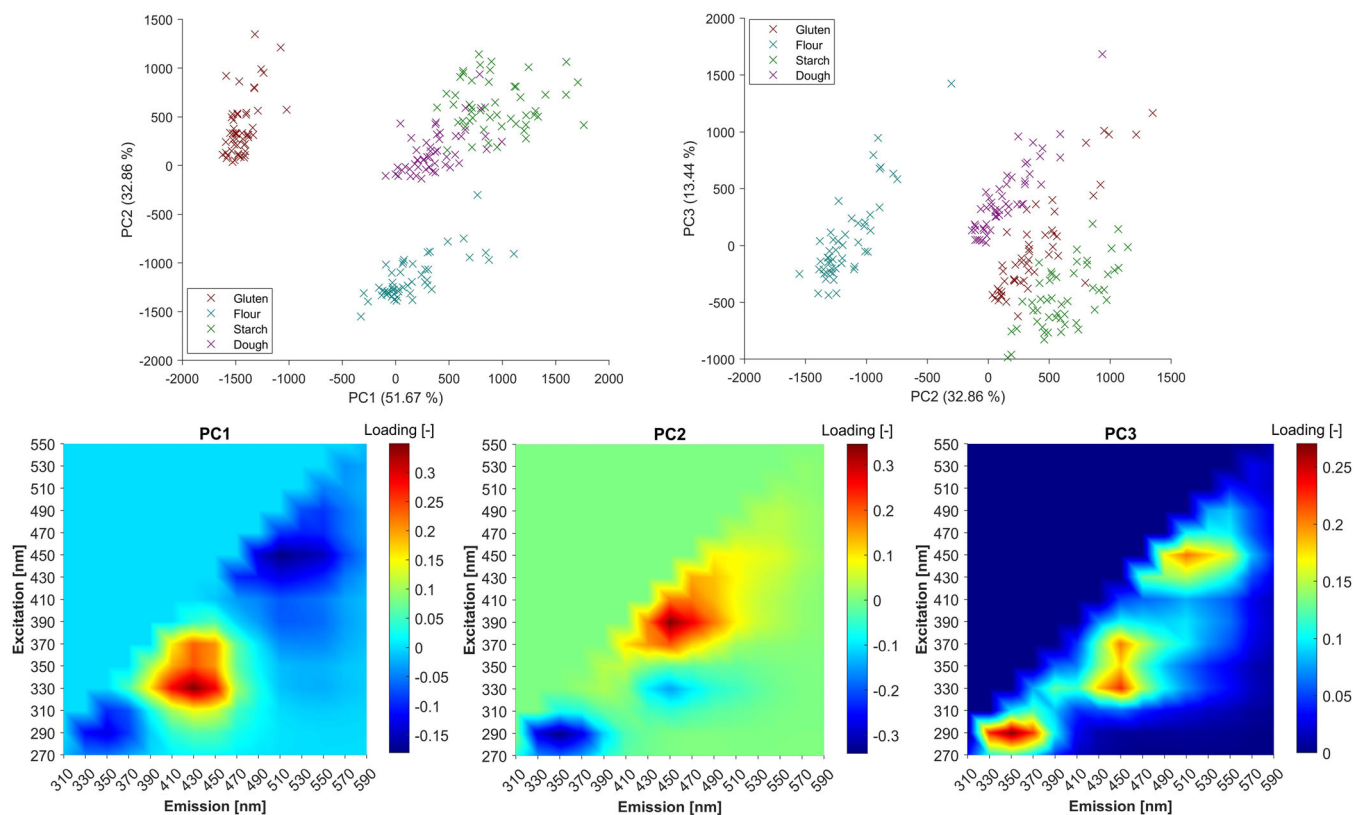 1500
1000
500
0
-500
-1000
-1500
-2000
PC2 (32.86 %)
Gluten
Flour
Starch
Dough
-2000 -1500 -1000 -500 0 500 1000 1500 2000
PC1 (51.67 %)
2000
1500
1000
500
0
-500
-1000
PC3 (13.44 %)
Gluten
Flour
Starch
Dough
-2000 -1500 -1000 -500 0 500 1000 1500
PC2 (32.86 %)
PC1
Loading [-]
550
530
510
490
470
450
430
410
390
370
350
330
310
290
270
Excitation [nm]
310 330 350 370 390 410 430 450 470 490 510 530 550 570 590
Emission [nm]
0.3
0.25
0.2
0.15
0.1
0.05
0
-0.05
-0.1
-0.15
PC2
Loading [-]
550
530
510
490
470
450
430
410
390
370
350
330
310
290
270
Excitation [nm]
310 330 350 370 390 410 430 450 470 490 510 530 550 570 590
Emission [nm]
0.3
0.2
0.1
0
-0.1
-0.2
-0.3
PC3
Loading [-]
550
530
510
490
470
450
430
410
390
370
350
330
310
290
270
Excitation [nm]
310 330 350 370 390 410 430 450 470 490 510 530 550 570 590
Emission [nm]
0.25
0.2
0.15
0.1
0.05
0